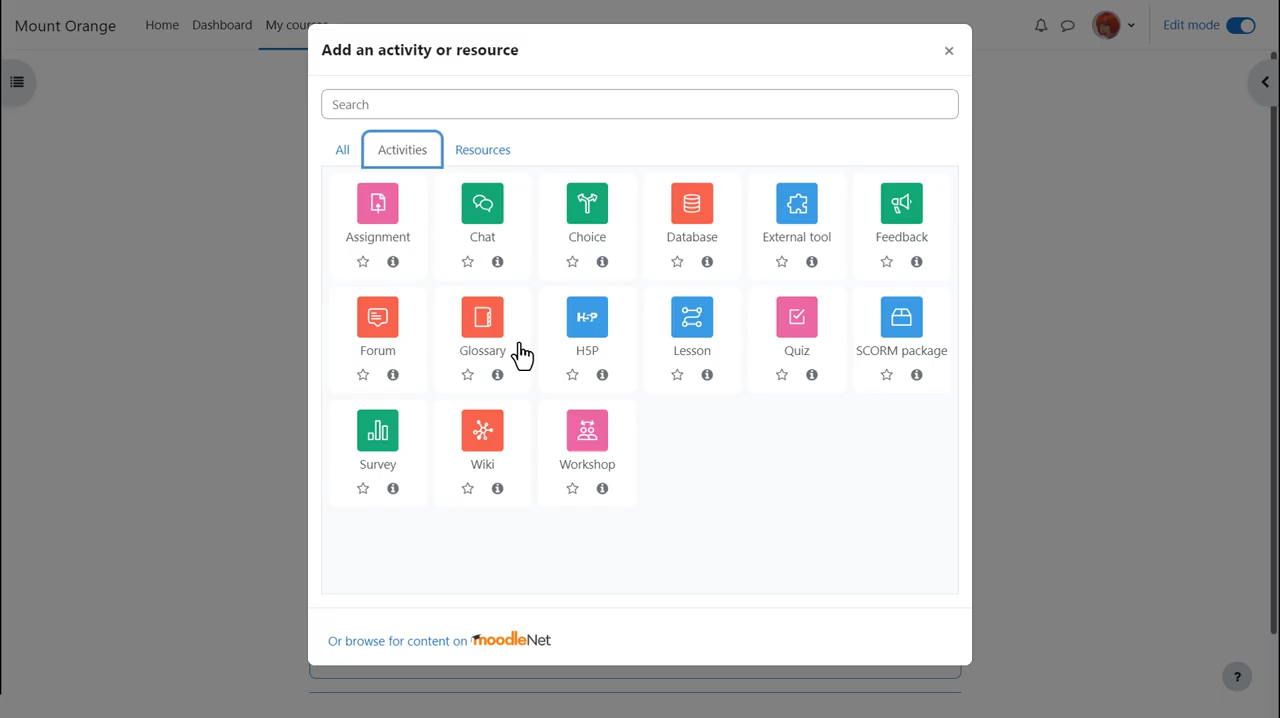 Mount Orange
Home Dashboard My courses
Edit mode
Add an activity or resource
Search
All Activities Resources
Assignment Chat Choice Database External tool Feedback
Forum Glossary H5P Lesson Quiz SCORM package
Survey Wiki Workshop
Or browse for content on moodleNet
?